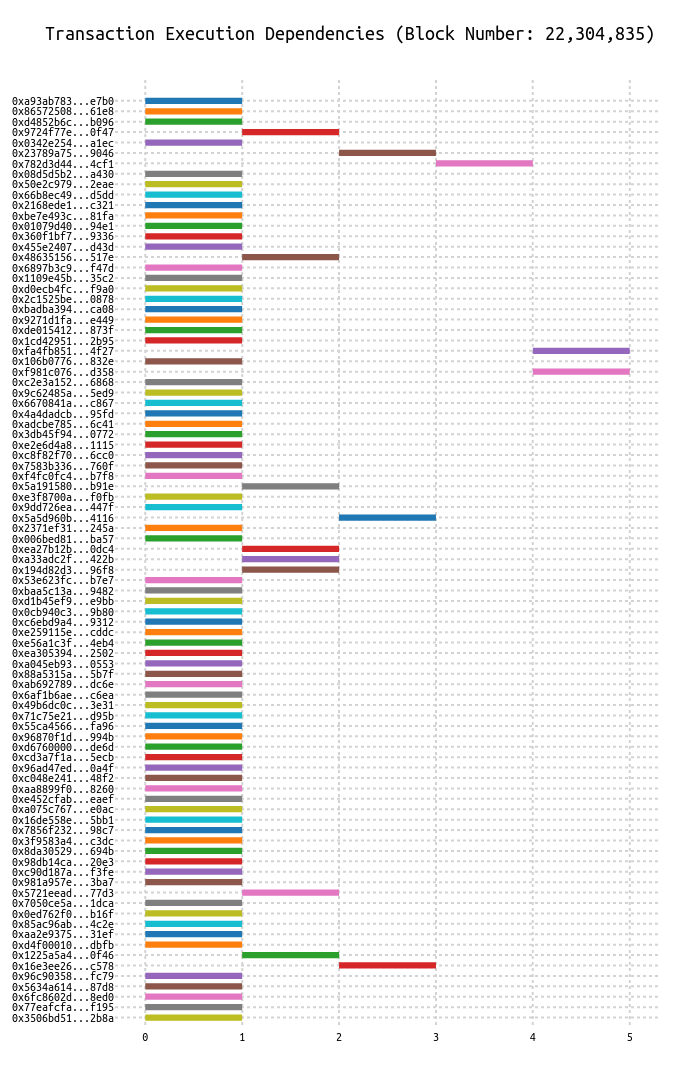 Transaction Execution Dependencies (Block Number: 22,304,835)
0xa93ab783...e7b0
0x86572508...61e8
0xd4852b6c...b096
0x9724f77e...0f47
0x0342e254...a1ec
0x23789a75...9046
0x782d3d44...4cf1
0x08d5d5b2...a430
0x50e2c979...2eae
0x66b8ec49...d5dd
0x2168ede1...c321
0xbe7e493c...81fa
0x01079d40...94e1
0x360f1bf7...9336
0x455e2407...d43d
0x48635156...517e
0x6897b3c9...f47d
0x1109e45b...35c2
0xd0ecb4fc...f9a0
0x2c1525be...0878
0xbadba394...ca08
0x9271d1fa...e449
0xde015412...873f
0x1cd42951...2b95
0xfa4fb851...4f27
0x106b0776...832e
0xf981c076...d358
0xc2e3a152...6868
0x9c62485a...5ed9
0x6670841a...c867
0x4a4dadcb...95fd
0xadcbe785...6c41
0x3db45f94...0772
0xe2e6d4a8...1115
0xc8f82f70...6cc0
0x7583b336...760f
0xf4fc0fc4...b7f8
0x5a191580...b91e
0xe3f8700a...f0fb
0x9dd726ea...447f
0x5a5d960b...4116
0x2371ef31...245a
0x006bed81...ba57
0xea27b12b...0dc4
0xa33adc2f...422b
0x194d82d3...96f8
0x53e623fc...b7e7
0xbaa5c13a...9482
0xd1b45ef9...e9bb
0x0cb940c3...9b80
0xc6ebd9a4...9312
0xe259115e...cddc
0xe56a1c3f...4eb4
0xea305394...2502
0xa045eb93...0553
0x88a5315a...5b7f
0xab692789...dc6e
0x6af1b6ae...c6ea
0x49b6dc0c...3e31
0x71c75e21...d95b
0x55ca4566...fa96
0x96870f1d...994b
0xd6760000...de6d
0xcd3a7f1a...5ecb
0x96ad47ed...0a4f
0xc048e241...48f2
0xaa8899f0...8260
0xe452cfab...eaef
0xa075c767...e0ac
0x16de558e...5bb1
0x7856f232...98c7
0x3f9583a4...c3dc
0x8da30529...694b
0x98db14ca...20e3
0xc90d187a...f3fe
0x981a957e...3ba7
0x5721eead...77d3
0x7050ce5a...1dca
0x0ed762f0...b16f
0x85ac96ab...4c2e
0xaa2e9375...31ef
0xd4f00010...dbfb
0x1225a5a4...0f46
0x16e3ee26...c578
0x96c90358...fc79
0x5634a614...87d8
0x6fc8602d...8ed0
0x77eafcfa...f195
0x3506bd51...2b8a
0 1 2 3 4 5